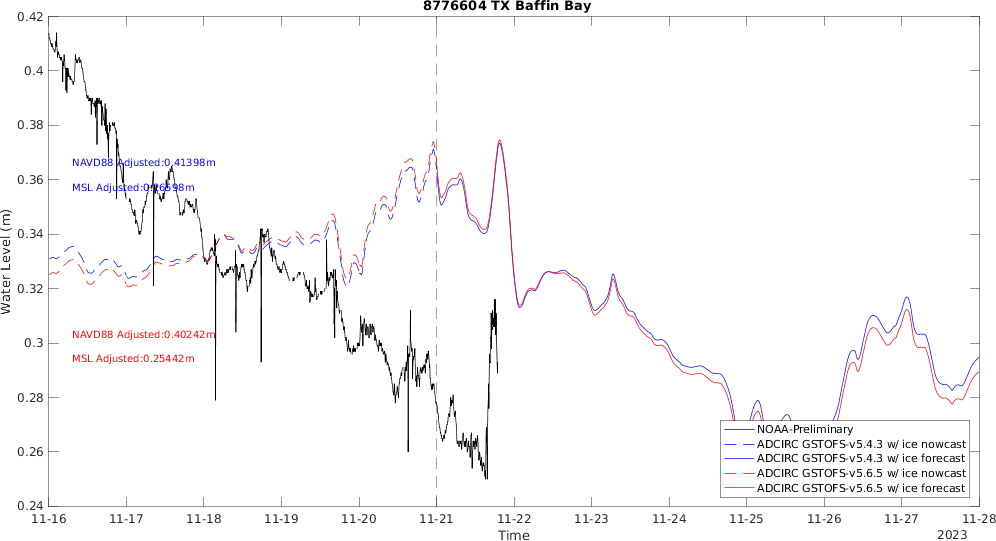 8776604 TX Baffin Bay
0.42
0.4
0.38
0.36
0.34
0.32
0.3
0.28
0.26
0.24
Water Level (m)
NAVD88 Adjusted:0.41398m
MSL Adjusted:0.26598m
NAVD88 Adjusted:0.40242m
MSL Adjusted:0.25442m
NOAA-Preliminary
ADCIRC GSTOFS-v5.4.3 w/ ice nowcast
ADCIRC GSTOFS-v5.4.3 w/ ice forecast
ADCIRC GSTOFS-v5.6.5 w/ ice nowcast
ADCIRC GSTOFS-v5.6.5 w/ ice forecast
11-16 11-17 11-18 11-19 11-20 11-21 11-22 11-23 11-24 11-25 11-26 11-27 11-28
Time
2023